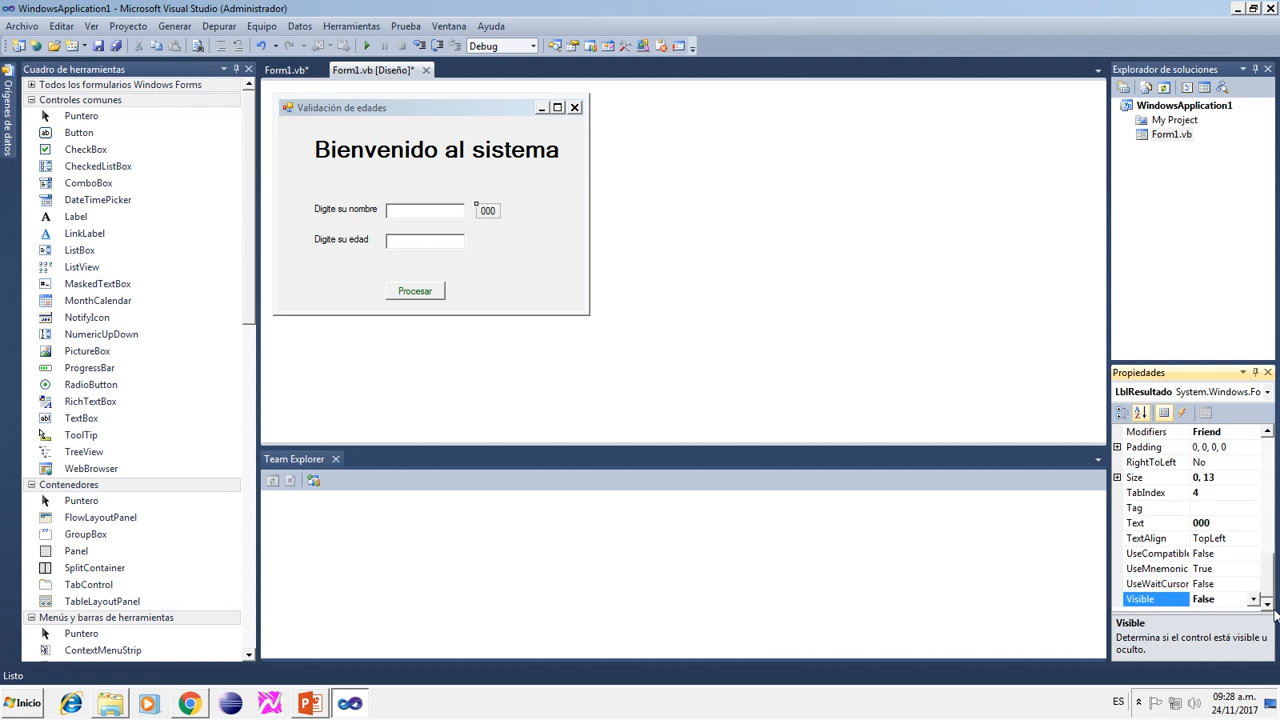 WindowsApplication1 - Microsoft Visual Studio (Administrador)
Archivo Editar Ver Proyecto Generar Depurar Equipo Datos Herramientas Prueba Ventana Ayuda
Debug
Cuadro de herramientas
Todos los formularios Windows Forms
Controles comunes
Puntero
Button
CheckBox
CheckedListBox
ComboBox
DateTimePicker
Label
LinkLabel
ListBox
ListView
MaskedTextBox
MonthCalendar
NotifyIcon
NumericUpDown
PictureBox
ProgressBar
RadioButton
RichTextBox
TextBox
ToolTip
TreeView
WebBrowser
Contenedores
Puntero
FlowLayoutPanel
GroupBox
Panel
SplitContainer
TabControl
TableLayoutPanel
Menús y barras de herramientas
Puntero
ContextMenuStrip
Orígenes de datos
Form1.vb* Form1.vb [Diseño]*
Validación de edades
Bienvenido al sistema
Digite su nombre 000
Digite su edad
Procesar
Team Explorer
Explorador de soluciones
WindowsApplication1
My Project
Form1.vb
Propiedades
LblResultado System.Windows.Fo
Modifiers Friend
Padding 0, 0, 0, 0
RightToLeft No
Size 0, 13
TabIndex 4
Tag
Text 000
TextAlign TopLeft
UseCompatible False
UseMnemonic True
UseWaitCursor False
Visible False
Visible
Determina si el control está visible u
oculto.
Listo
Inicio
ES
09:28 a.m.
24/11/2017